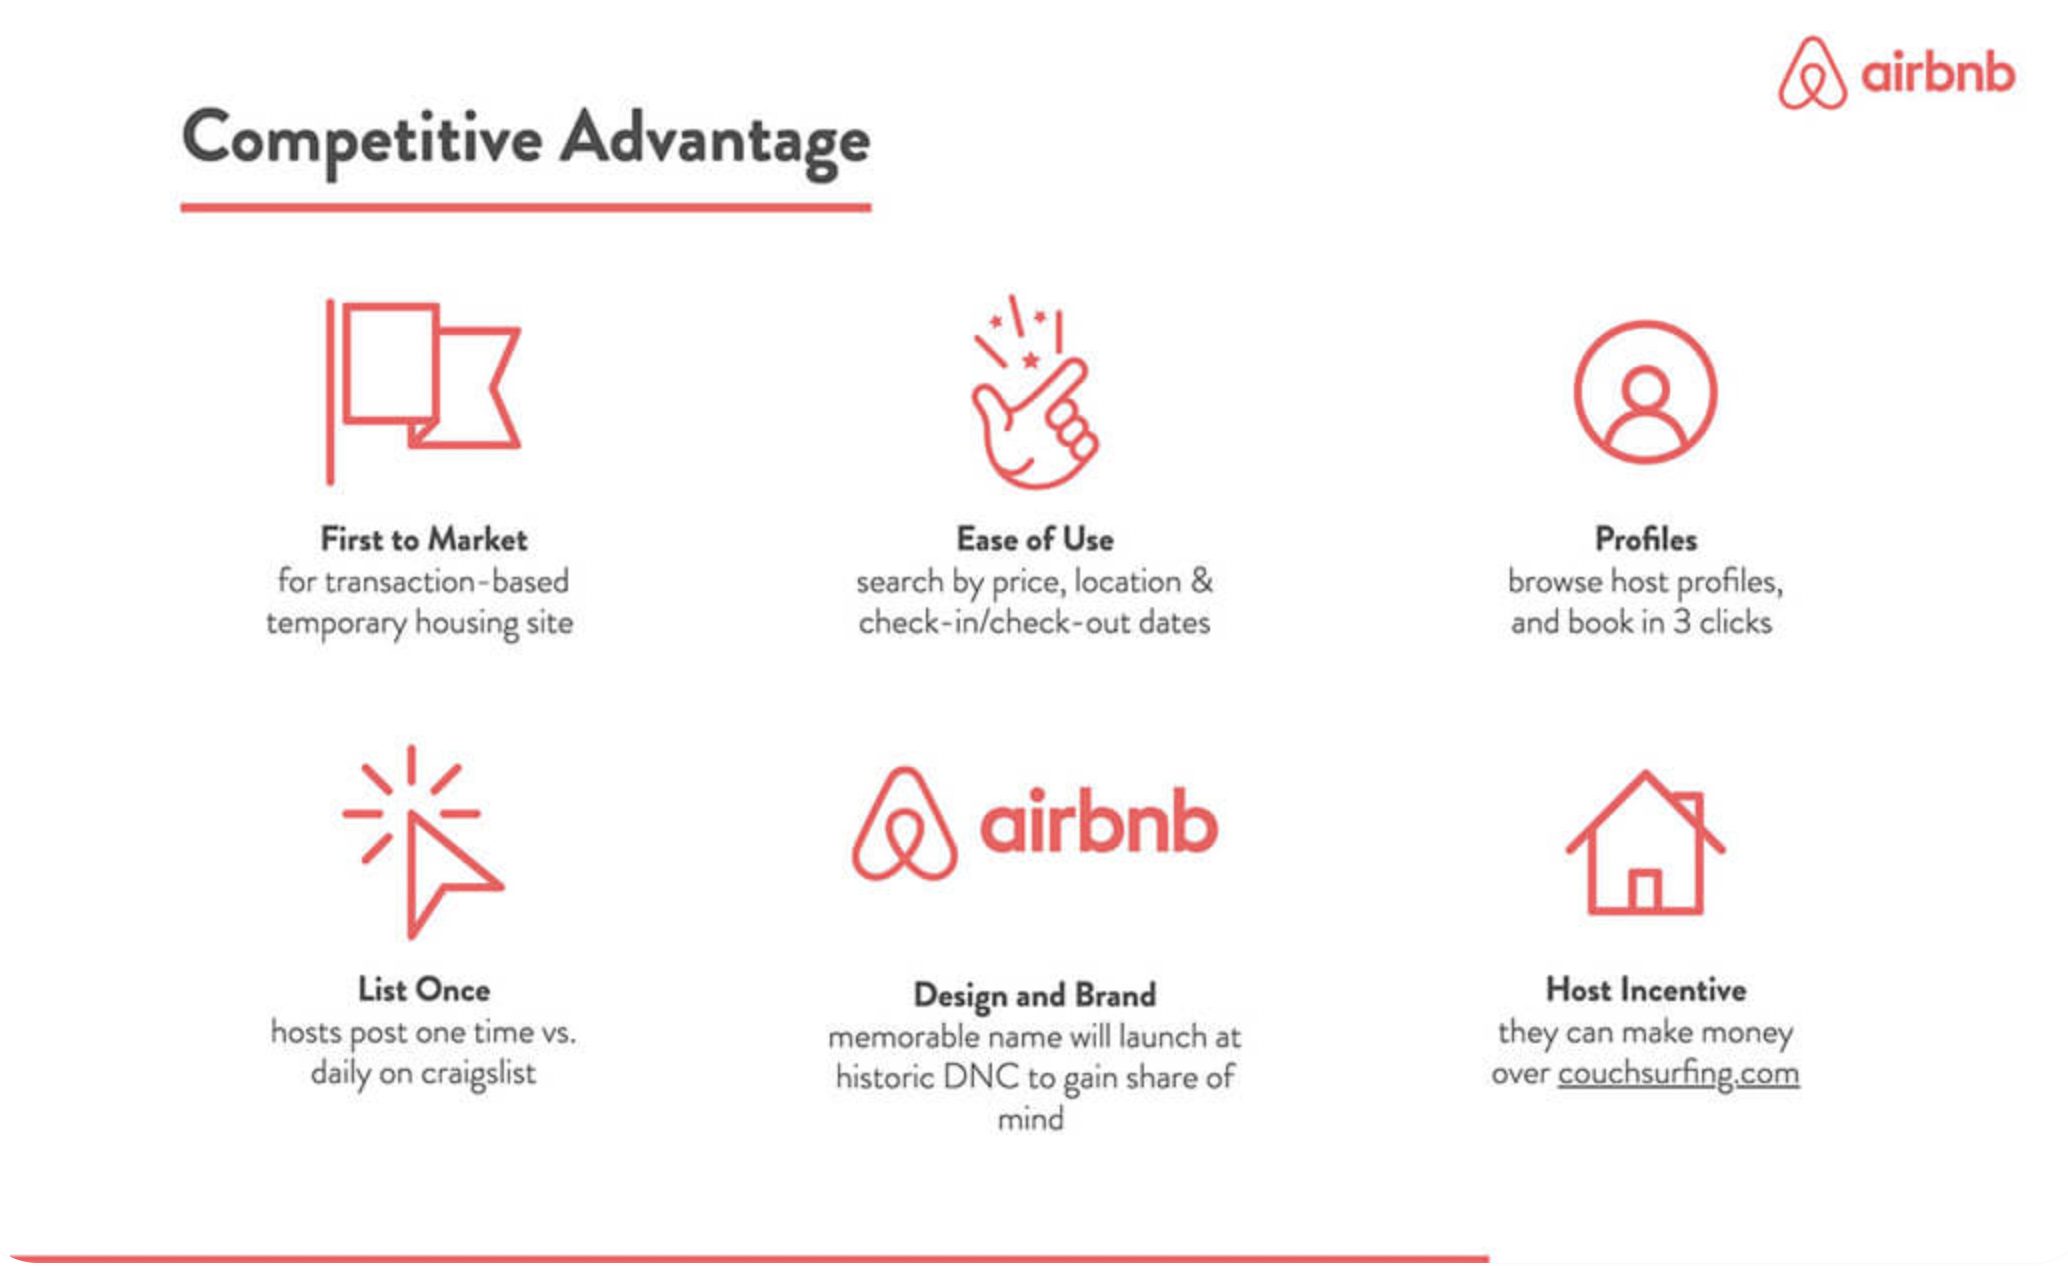 airbnb
Competitive Advantage
First to Market
for transaction-based
temporary housing site
Ease of Use
search by price, location &
check-in/check-out dates
Profiles
browse host profiles,
and book in 3 clicks
List Once
hosts post one time vs.
daily on craigslist
airbnb
Design and Brand
memorable name will launch at
historic DNC to gain share of
mind
Host Incentive
they can make money
over couchsurfing.com